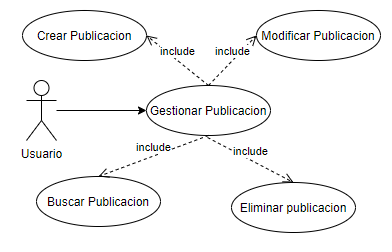 Crear Publicacion
Modificar Publicacion
include
include
Gestionar Publicacion
Usuario
include
include
Buscar Publicacion
Eliminar publicacion